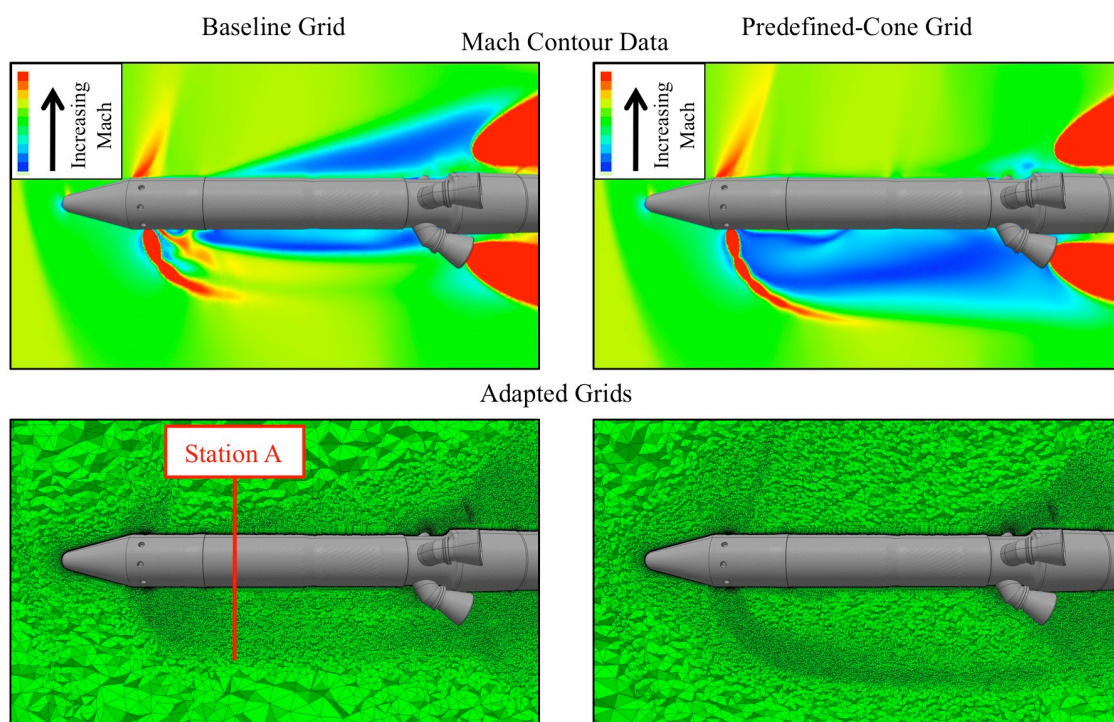 Baseline Grid
Predefined-Cone Grid
Mach Contour Data
Increasing
Mach
Increasing
Mach
Adapted Grids
Station A